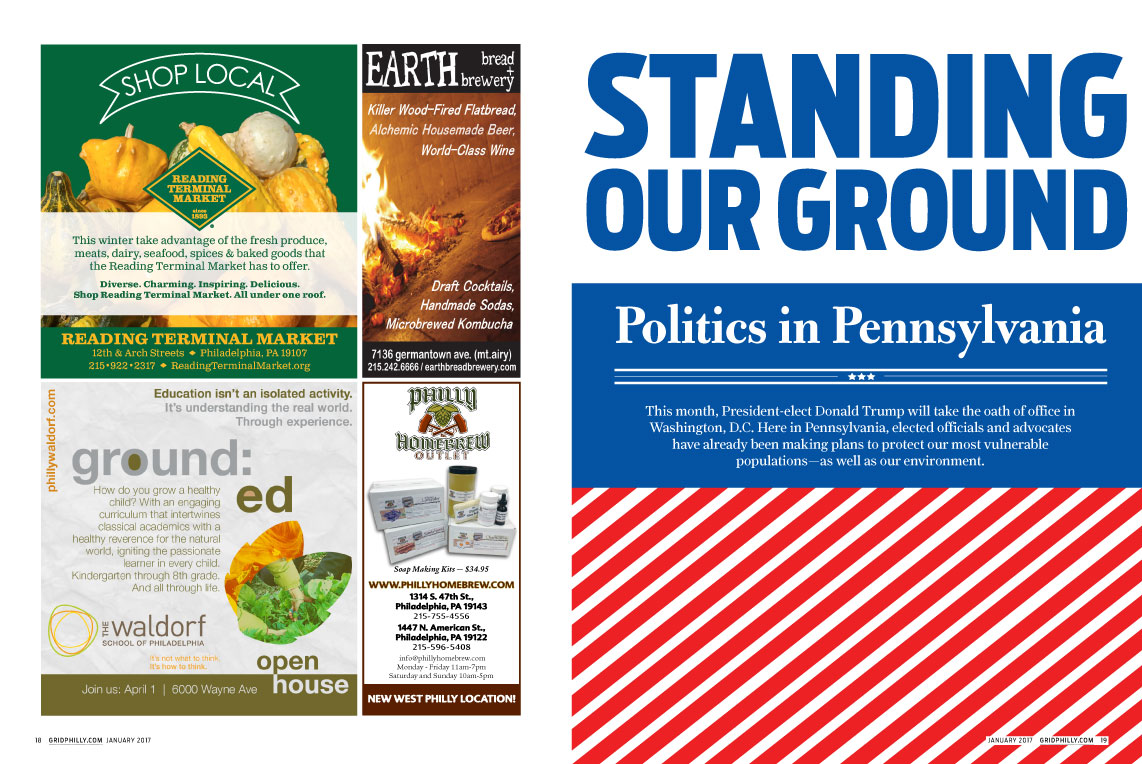 SHOP LOCAL
READING
TERMINAL
MARKET
since
1893
This winter take advantage of the fresh produce,
meats, dairy, seafood, spices & baked goods that
the Reading Terminal Market has to offer.
Diverse. Charming. Inspiring. Delicious.
Shop Reading Terminal Market. All under one roof.
READING TERMINAL MARKET
12th & Arch Streets ◆ Philadelphia, PA 19107
215•922•2317 ◆ ReadingTerminalMarket.org
EARTH bread
+
brewery
Killer Wood-Fired Flatbread,
Alchemic Housemade Beer,
World-Class Wine
Draft Cocktails,
Handmade Sodas,
Microbrewed Kombucha
7136 germantown ave. (mt.airy)
215.242.6666 / earthbreadbrewery.com
phillywaldorf.com
Education isn't an isolated activity.
It's understanding the real world.
Through experience.
ground:
ed
How do you grow a healthy
child? With an engaging
curriculum that intertwines
classical academics with a
healthy reverence for the natural
world, igniting the passionate
learner in every child.
Kindergarten through 8th grade.
And all through life.
THE waldorf
SCHOOL OF PHILADELPHIA
It's not what to think,
It's how to think.
open
house
Join us: April 1 | 6000 Wayne Ave
PHILLY
HOMEBREW
OUTLET
Soap Making Kits — $34.95
WWW.PHILLYHOMEBREW.COM
1314 S. 47th St.,
Philadelphia, PA 19143
215-755-4556
1447 N. American St.,
Philadelphia, PA 19122
215-596-5408
info@phillyhomebrew.com
Monday - Friday 11am-7pm
Saturday and Sunday 10am-5pm
NEW WEST PHILLY LOCATION!
18 GRIDPHILLY.COM JANUARY 2017
STANDING
OUR GROUND
Politics in Pennsylvania
This month, President-elect Donald Trump will take the oath of office in
Washington, D.C. Here in Pennsylvania, elected officials and advocates
have already been making plans to protect our most vulnerable
populations—as well as our environment.
JANUARY 2017 GRIDPHILLY.COM 19